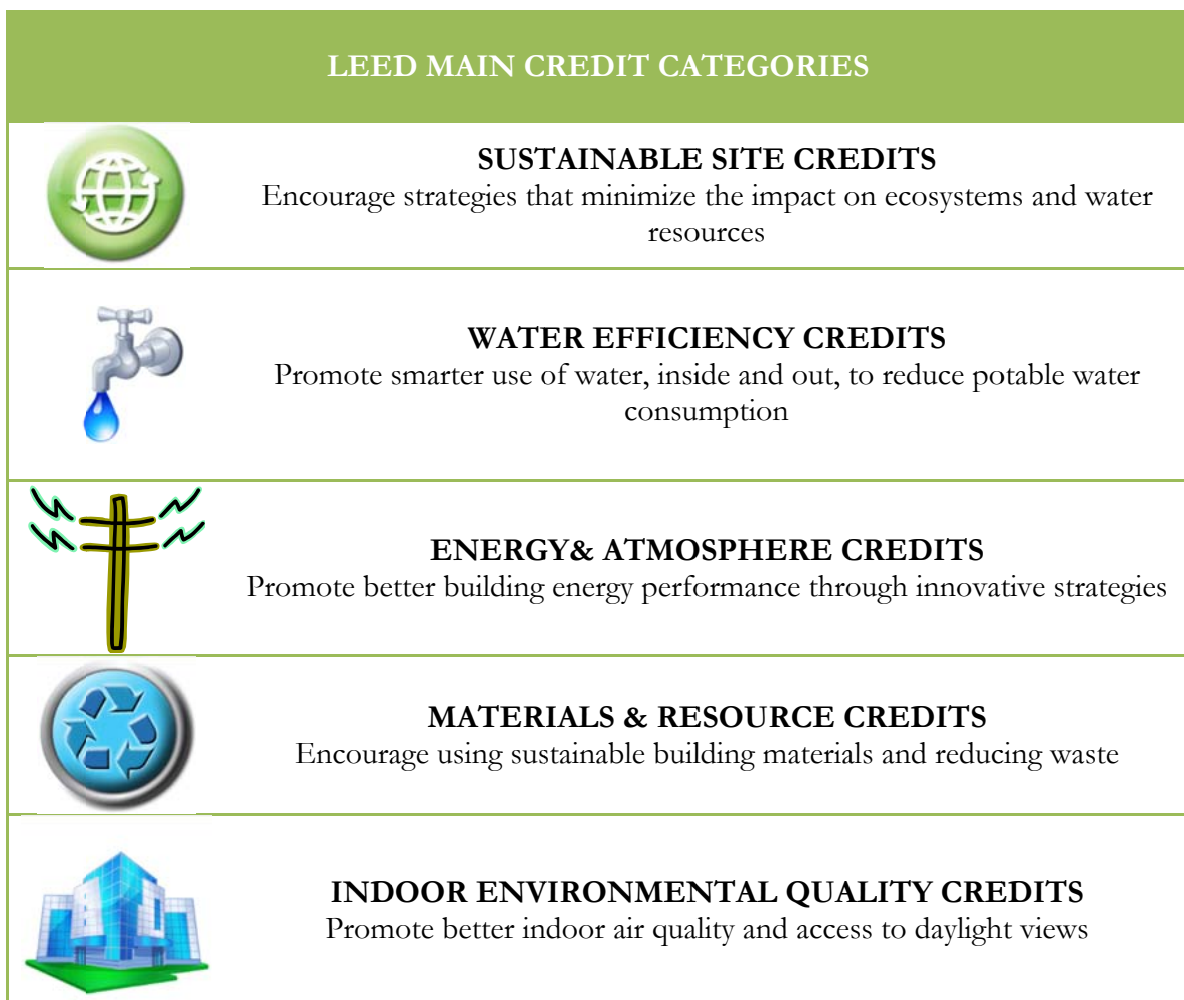 LEED MAIN CREDIT CATEGORIES
SUSTAINABLE SITE CREDITS
Encourage strategies that minimize the impact on ecosystems and water
resources
WATER EFFICIENCY CREDITS
Promote smarter use of water, inside and out, to reduce potable water
consumption
ENERGY& ATMOSPHERE CREDITS
Promote better building energy performance through innovative strategies
MATERIALS & RESOURCE CREDITS
Encourage using sustainable building materials and reducing waste
INDOOR ENVIRONMENTAL QUALITY CREDITS
Promote better indoor air quality and access to daylight views